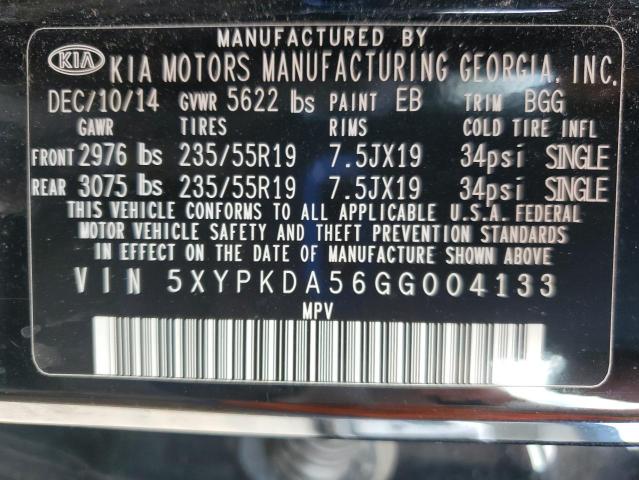 MANUFACTURED BY
KIA KIA MOTORS MANUFACTURING GEORGIA, INC.
DEC/10/14 GVWR 5622 lbs PAINT EB TRIM BGG
GAWR TIRES RIMS COLD TIRE INFL
FRONT 2976 lbs 235/55R19 7.5JX19 34psi SINGLE
REAR 3075 lbs 235/55R19 7.5JX19 34psi SINGLE
THIS VEHICLE CONFORMS TO ALL APPLICABLE U.S.A. FEDERAL
MOTOR VEHICLE SAFETY AND THEFT PREVENTION STANDARDS
IN EFFECT ON THE DATE OF MANUFACTURE SHOWN ABOVE
VIN 5XYPKDA56GG004133
MPV